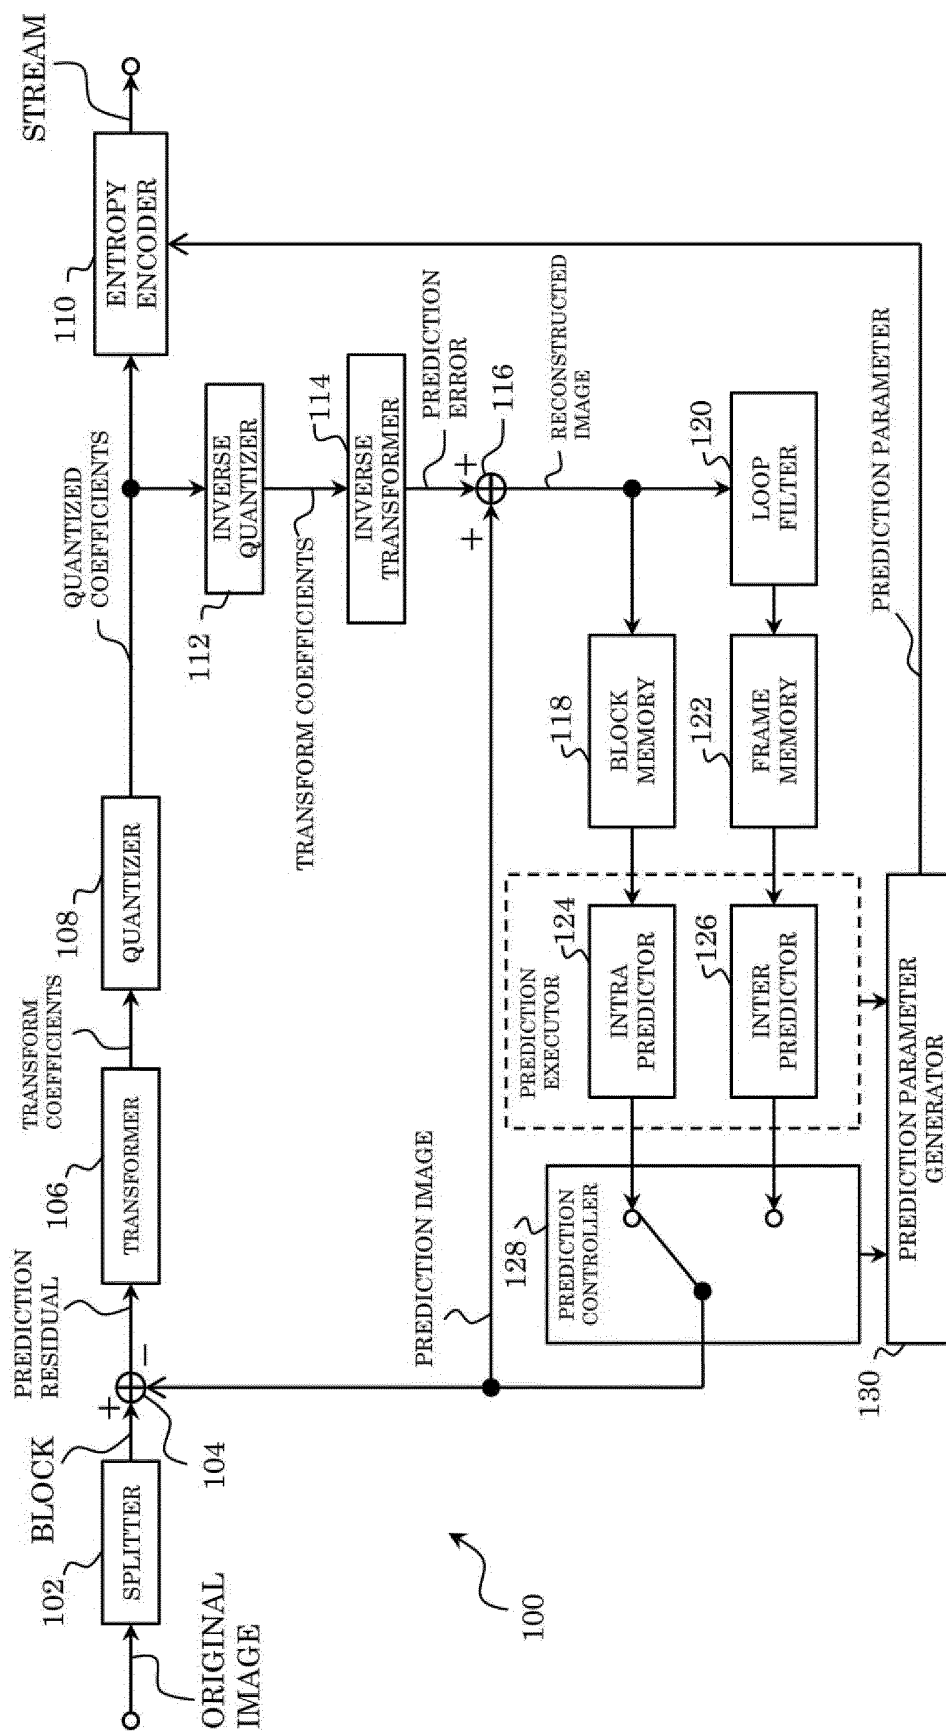 ORIGINAL
IMAGE
102
SPLITTER
BLOCK
104
+
−
PREDICTION
RESIDUAL
106
TRANSFORMER
TRANSFORM
COEFFICIENTS
108
QUANTIZER
QUANTIZED
COEFFICIENTS
110
ENTROPY
ENCODER
STREAM
112
INVERSE
QUANTIZER
TRANSFORM COEFFICIENTS
114
INVERSE
TRANSFORMER
PREDICTION
ERROR
+
+
116
RECONSTRUCTED
IMAGE
PREDICTION IMAGE
118
BLOCK
MEMORY
120
LOOP
FILTER
122
FRAME
MEMORY
PREDICTION
EXECUTOR
124
INTRA
PREDICTOR
126
INTER
PREDICTOR
128
PREDICTION
CONTROLLER
130
PREDICTION PARAMETER
GENERATOR
PREDICTION PARAMETER
100